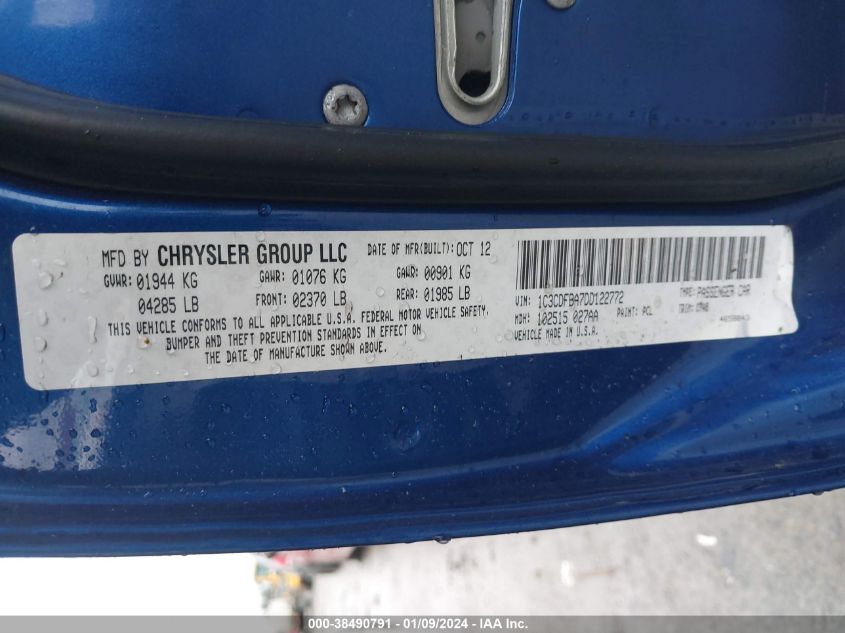 MFD BY CHRYSLER GROUP LLC DATE OF MFR(BUILT): OCT 12
GVWR: 01944 KG GAWR: 01076 KG GAWR: 00901 KG
04285 LB FRONT: 02370 LB REAR: 01985 LB
THIS VEHICLE CONFORMS TO ALL APPLICABLE U.S.A. FEDERAL MOTOR VEHICLE SAFETY,
BUMPER AND THEFT PREVENTION STANDARDS IN EFFECT ON
THE DATE OF MANUFACTURE SHOWN ABOVE.
VIN: 1C3CDFBA7DD122772 TYPE: PASSENGER CAR
MDH: 102515 027AA PAINT: PCL TRIM:
VEHICLE MADE IN U.S.A.
000-38490791 - 01/09/2024 - IAA Inc.